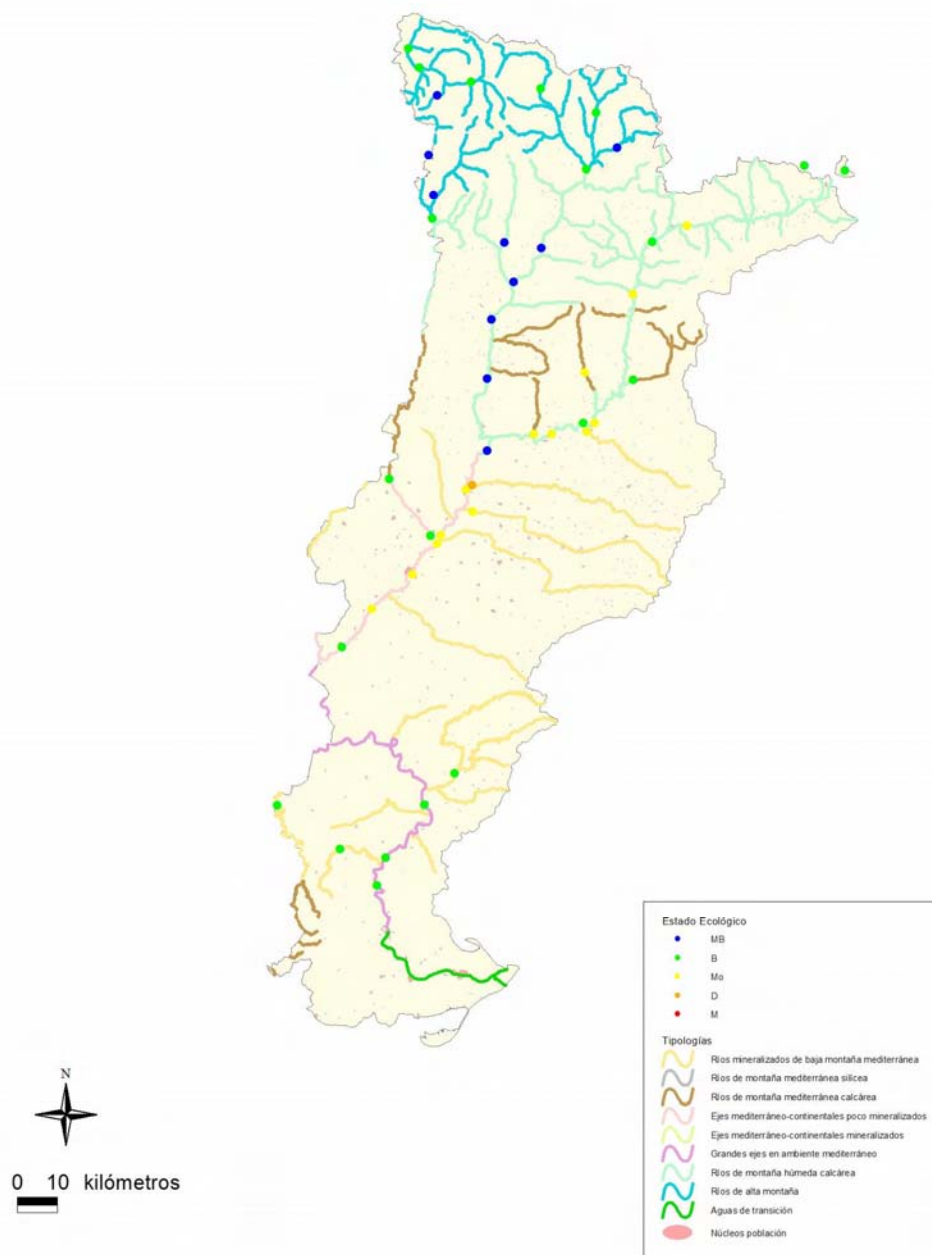 Estado Ecológico
MB
B
Mo
D
M
Tipologías
Ríos mineralizados de baja montaña mediterránea
Ríos de montaña mediterránea silícea
Ríos de montaña mediterránea calcárea
Ejes mediterráneo-continentales poco mineralizados
Ejes mediterráneo-continentales mineralizados
Grandes ejes en ambiente mediterráneo
Ríos de montaña húmeda calcárea
Ríos de alta montaña
Aguas de transición
Núcleos población
N
0 10 kilómetros